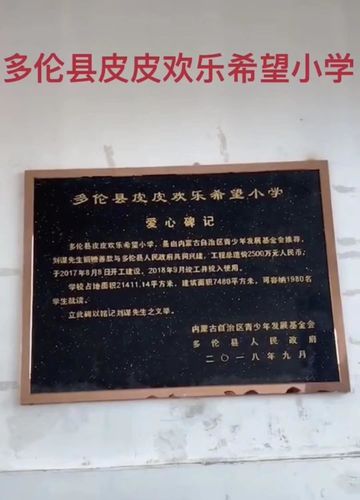 多伦县皮皮欢乐希望小学
多伦县皮皮欢乐希望小学
爱心碑记
多伦县皮皮欢乐希望小学,是由内蒙古自治区青少年发展基金会推荐,
刘谋先生捐赠善款与多伦县人民政府共同兴建,工程总造价2500万元人民币;
于2017年8月8日开工建设,2018年9月竣工并投入使用。
学校占地面积21411.14平方米,建筑面积7480平方米,可容纳1980名
学生就读。
立此碑以铭记刘谋先生之义举。
内蒙古自治区青少年发展基金会
多伦县人民政府
二〇一八年九月